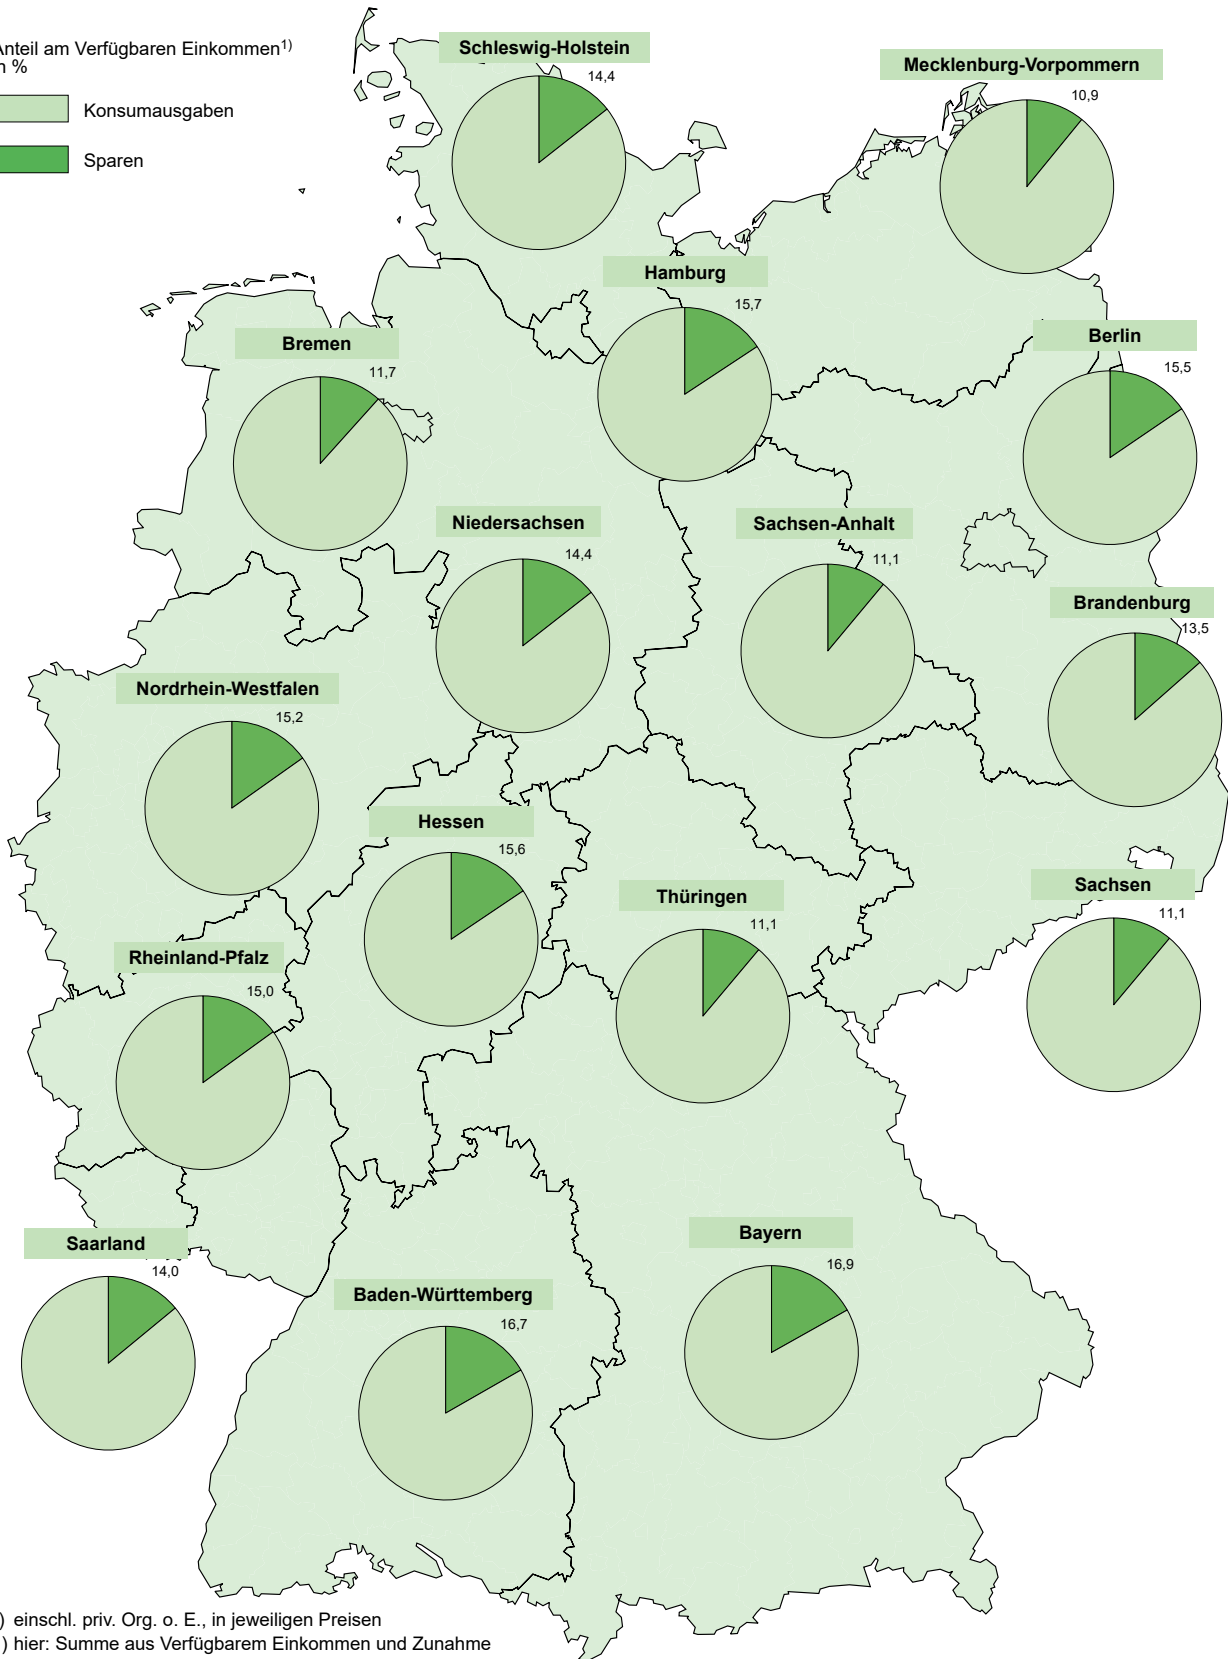 Anteil am Verfügbaren Einkommen1)
n %
Konsumausgaben
Sparen
Schleswig-Holstein
14,4
Mecklenburg-Vorpommern
10,9
Hamburg
15,7
Bremen
11,7
Berlin
15,5
Niedersachsen
14,4
Sachsen-Anhalt
11,1
Brandenburg
13,5
Nordrhein-Westfalen
15,2
Hessen
15,6
Thüringen
11,1
Sachsen
11,1
Rheinland-Pfalz
15,0
Saarland
14,0
Bayern
16,9
Baden-Württemberg
16,7
) einschl. priv. Org. o. E., in jeweiligen Preisen
) hier: Summe aus Verfügbarem Einkommen und Zunahme